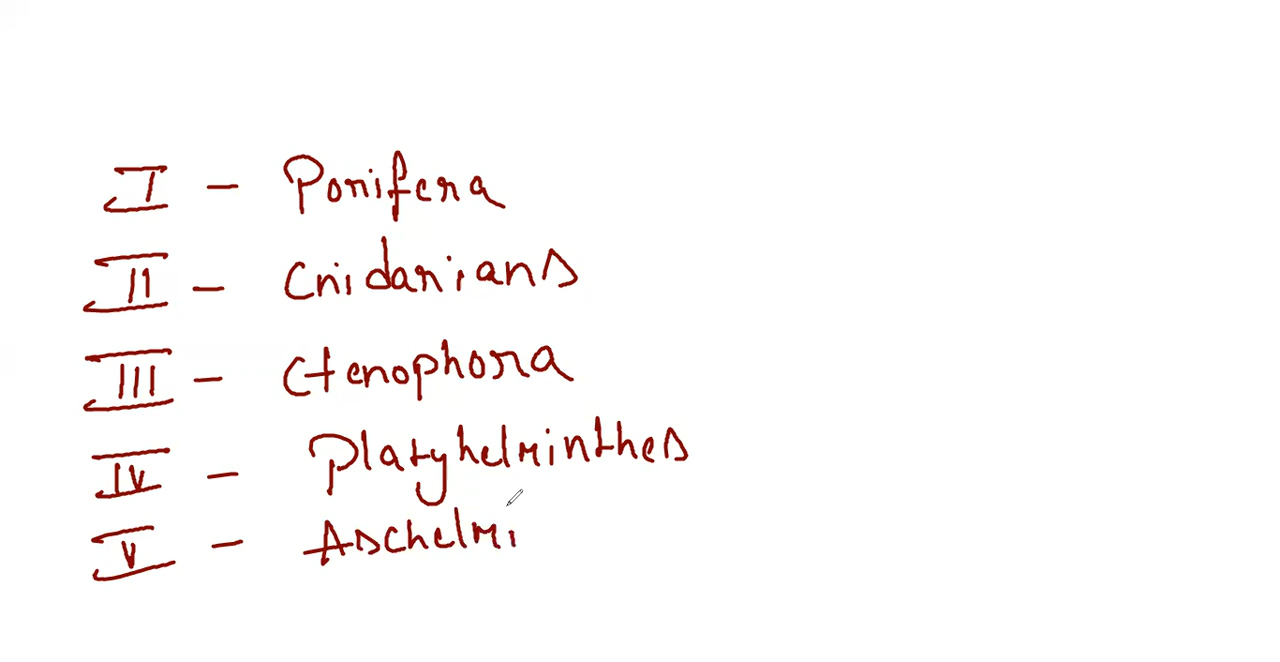 I - Porifera
II - Cnidarians
III - Ctenophora
IV - Platyhelminthes
V - Aschelmi